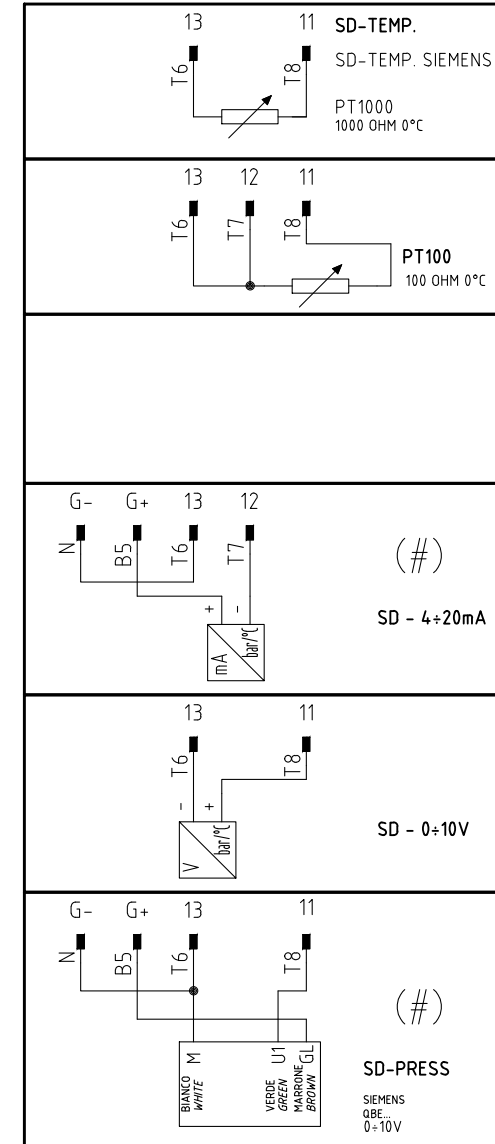 13 11 SD-TEMP.
T6 T8 SD-TEMP. SIEMENS
PT1000
1000 OHM 0°C
13 12 11
T6 T7 T8
PT100
100 OHM 0°C
G- G+ 13 12
N B5 T6 T7
(#)
+ -
mA bar/°C
SD - 4÷20mA
13 11
T6 T8
- +
V bar/°C
SD - 0÷10V
G- G+ 13 11
N B5 T6 T8
(#)
M U1 GL
BIANCO VERDE MARRONE
WHITE GREEN BROWN
SD-PRESS
SIEMENS
QBE...
0÷10V